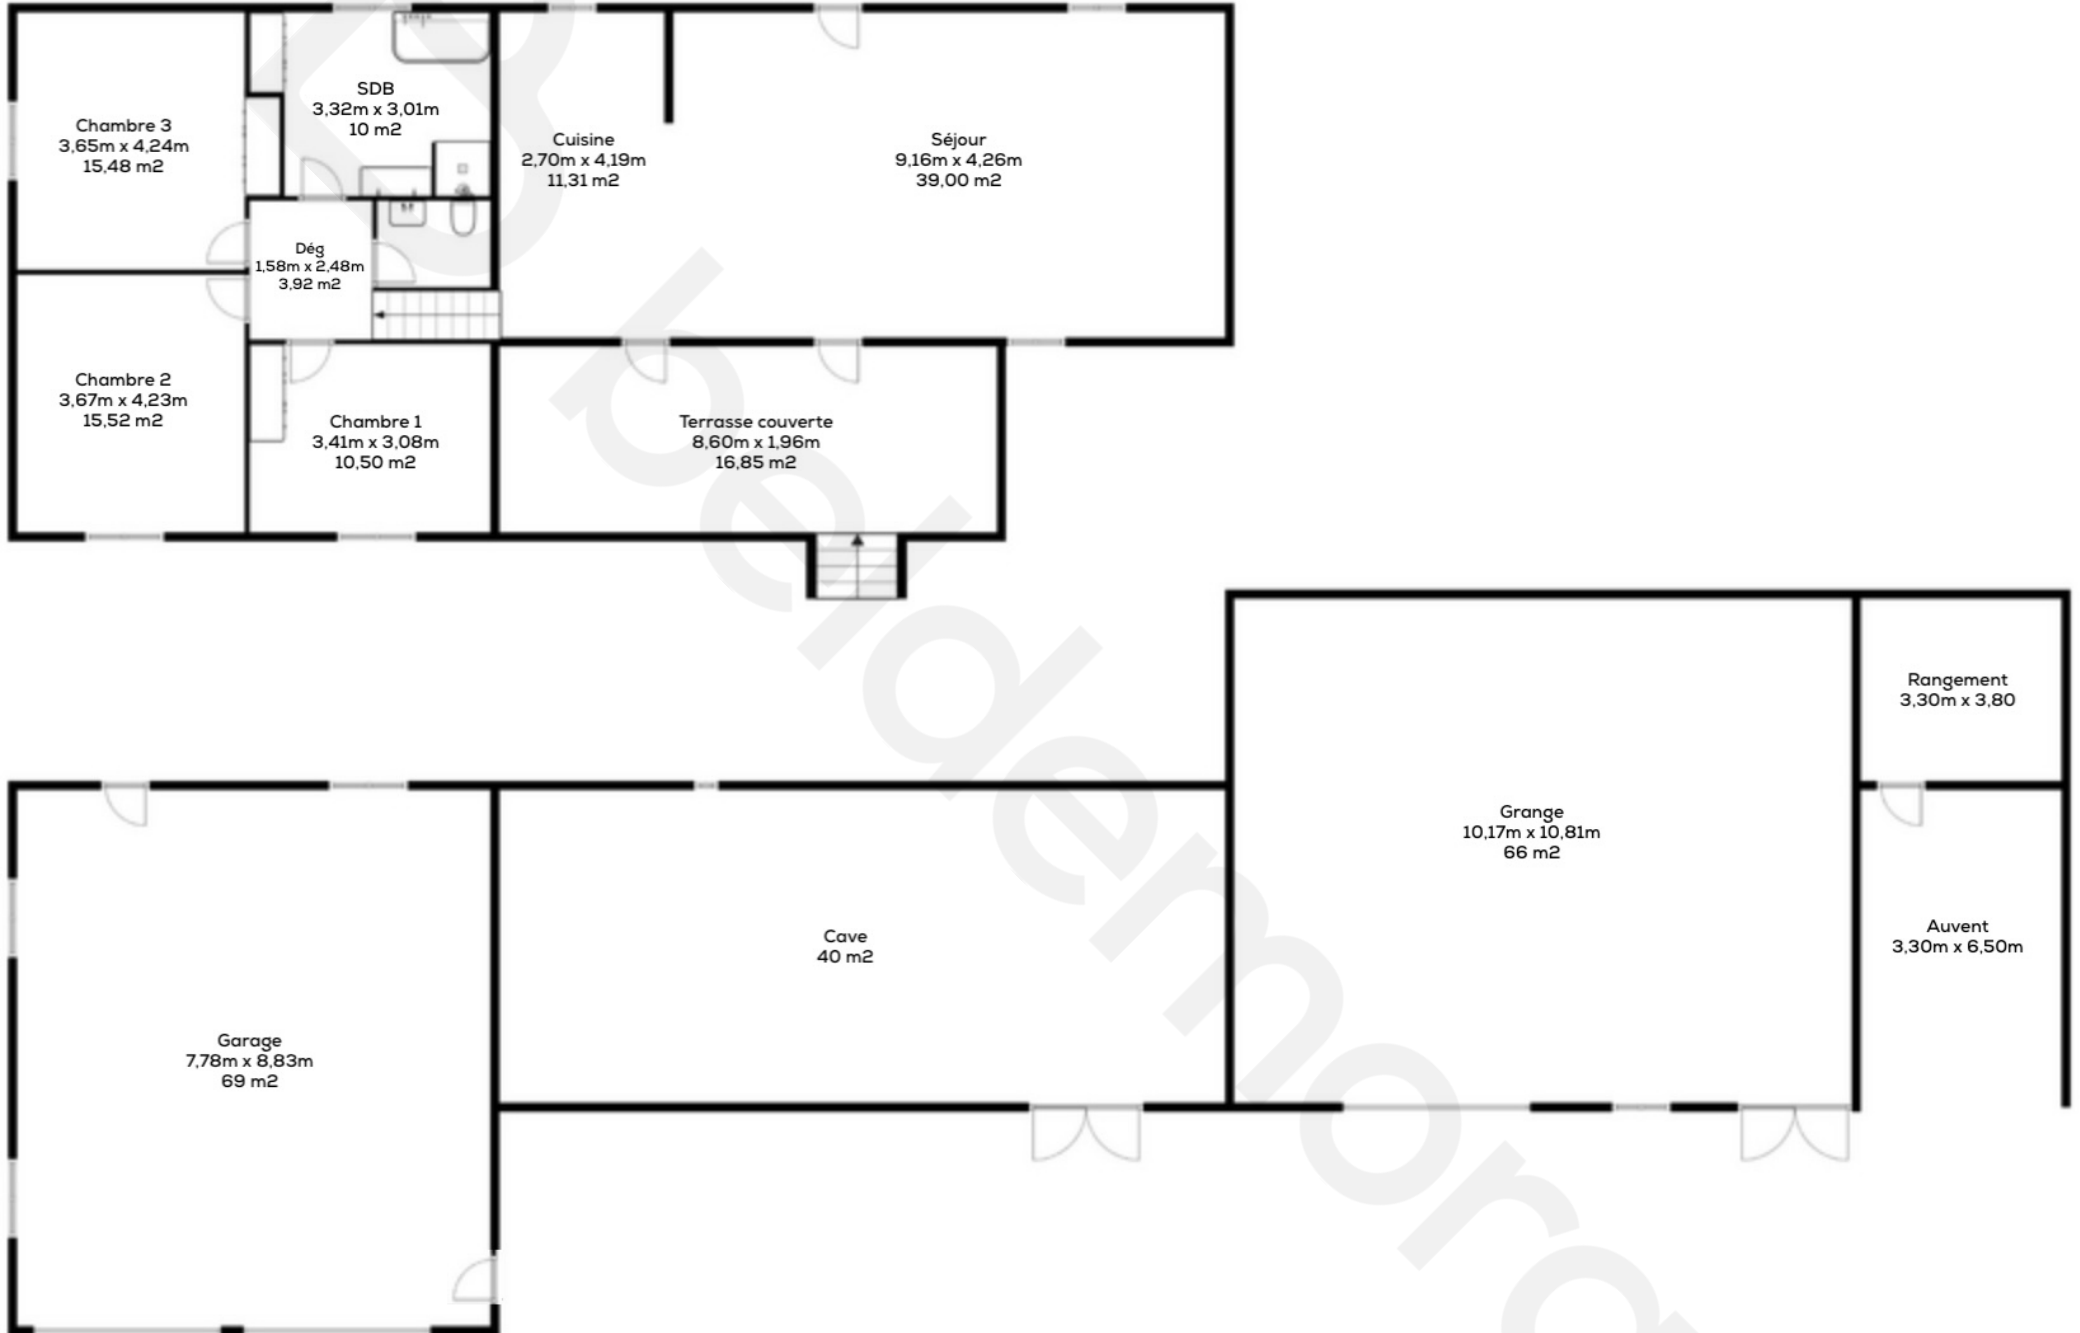 Chambre 3
3,65m x 4,24m
15,48 m2
SDB
3,32m x 3,01m
10 m2
Cuisine
2,70m x 4,19m
11,31 m2
Séjour
9,16m x 4,26m
39,00 m2
Dég
1,58m x 2,48m
3,92 m2
Chambre 2
3,67m x 4,23m
15,52 m2
Chambre 1
3,41m x 3,08m
10,50 m2
Terrasse couverte
8,60m x 1,96m
16,85 m2
Rangement
3,30m x 3,80
Grange
10,17m x 10,81m
66 m2
Auvent
3,30m x 6,50m
Cave
40 m2
Garage
7,78m x 8,83m
69 m2
beldemora